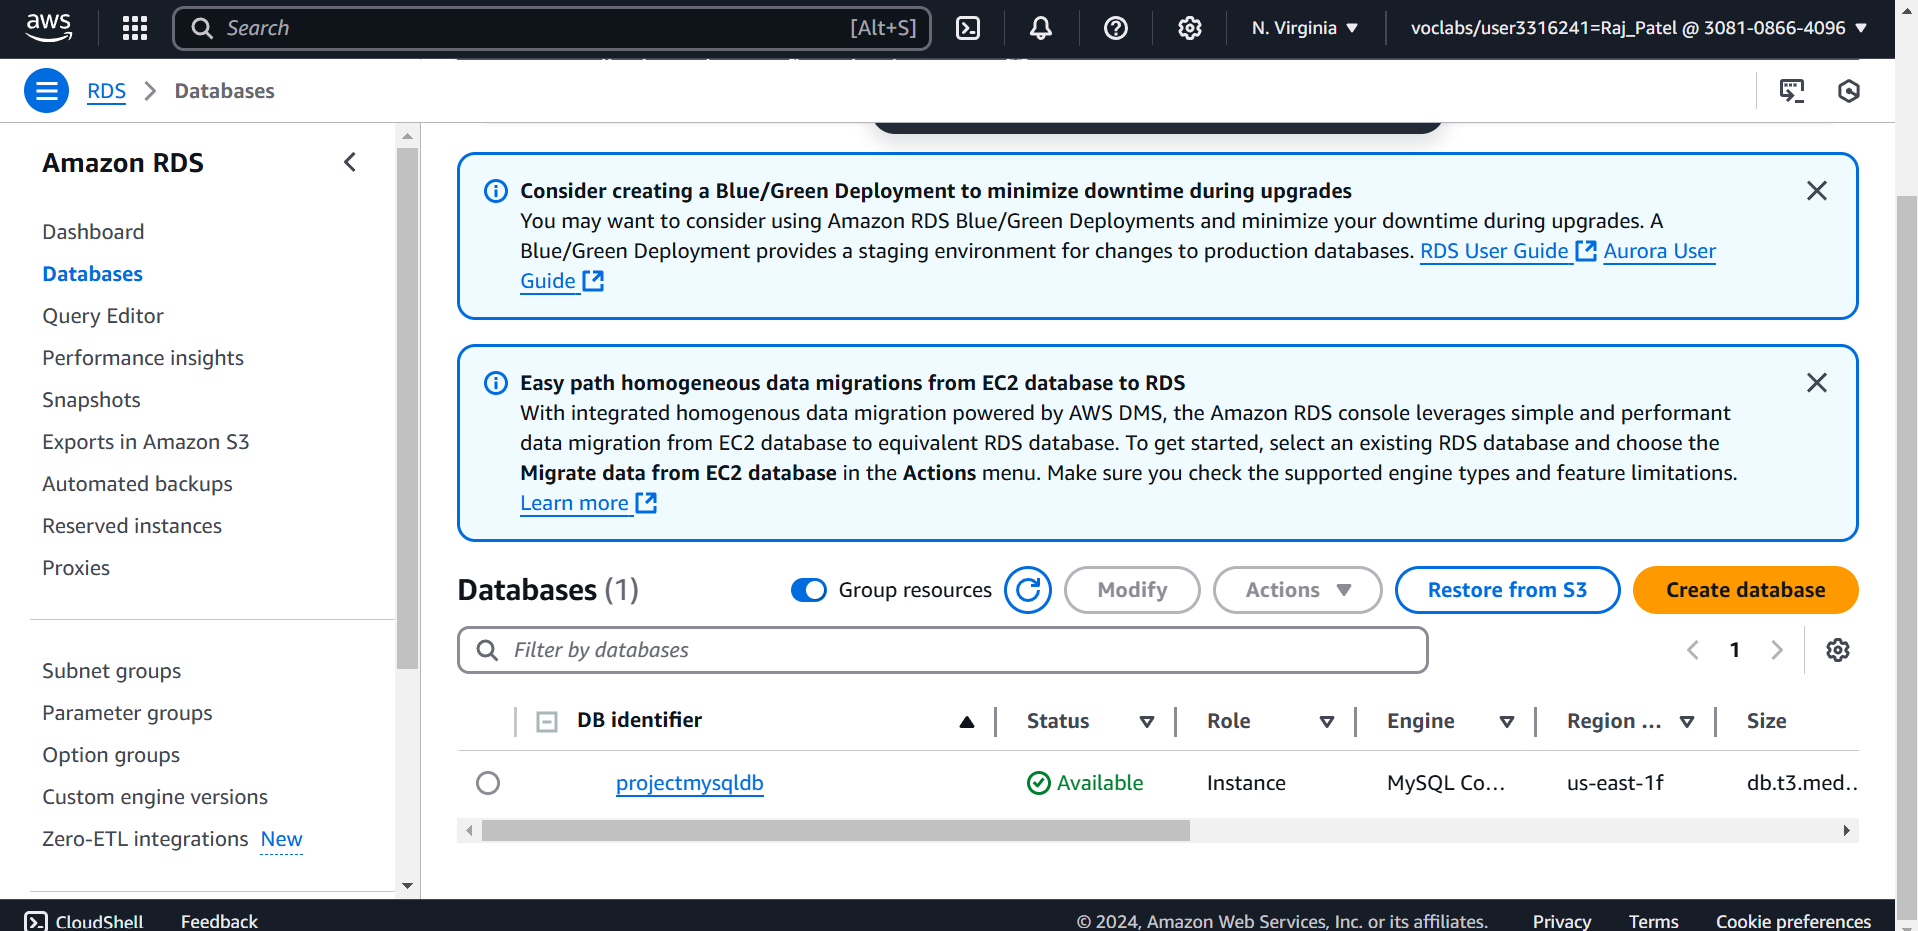 aws
Search
[Alt+S]
N. Virginia
voclabs/user3316241=Raj_Patel @ 3081-0866-4096
RDS
Databases
Amazon RDS
Dashboard
Databases
Query Editor
Performance insights
Snapshots
Exports in Amazon S3
Automated backups
Reserved instances
Proxies
Subnet groups
Parameter groups
Option groups
Custom engine versions
Zero-ETL integrations New
Consider creating a Blue/Green Deployment to minimize downtime during upgrades
You may want to consider using Amazon RDS Blue/Green Deployments and minimize your downtime during upgrades. A
Blue/Green Deployment provides a staging environment for changes to production databases. RDS User Guide Aurora User
Guide
Easy path homogeneous data migrations from EC2 database to RDS
With integrated homogenous data migration powered by AWS DMS, the Amazon RDS console leverages simple and performant
data migration from EC2 database to equivalent RDS database. To get started, select an existing RDS database and choose the
Migrate data from EC2 database in the Actions menu. Make sure you check the supported engine types and feature limitations.
Learn more
Databases (1)
Group resources
Modify
Actions
Restore from S3
Create database
Filter by databases
1
DB identifier Status Role Engine Region ... Size
projectmysqldb Available Instance MySQL Co... us-east-1f db.t3.med..
CloudShell Feedback © 2024, Amazon Web Services, Inc. or its affiliates. Privacy Terms Cookie preferences